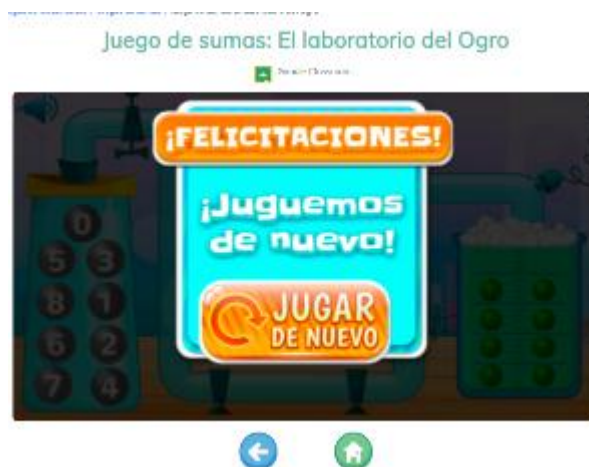 Juego de sumas: El laboratorio del Ogro
¡FELICITACIONES!
¡Juguemos
de nuevo!
JUGAR
DE NUEVO
0
5 3
8 1
6 2
7 4